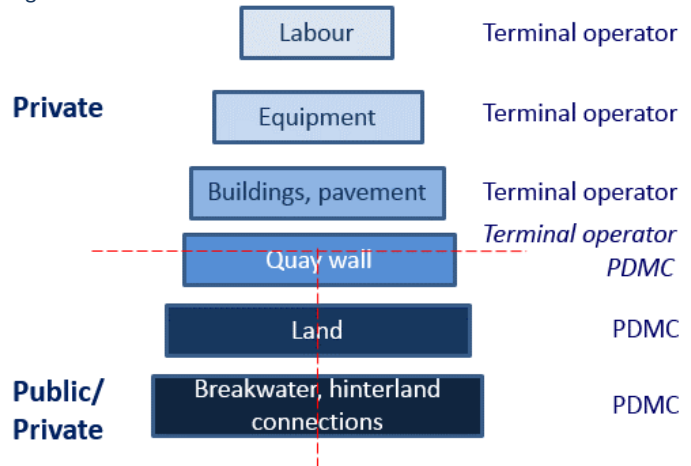 Labour Terminal operator
Private
Equipment Terminal operator
Buildings, pavement Terminal operator
Terminal operator
Quay wall PDMC
Land PDMC
Public/
Private
Breakwater, hinterland
connections
PDMC